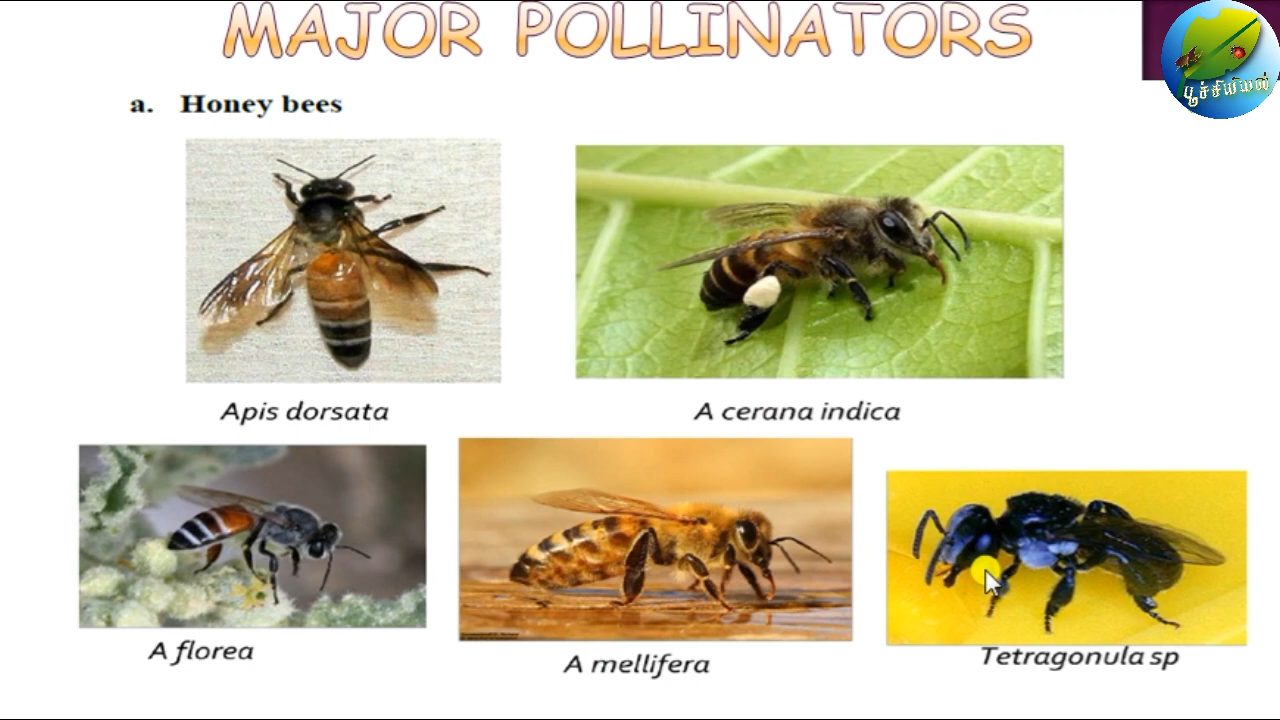 MAJOR POLLINATORS
பூச்சியியல்
a. Honey bees
Apis dorsata
A cerana indica
A florea
A mellifera
Tetragonula sp